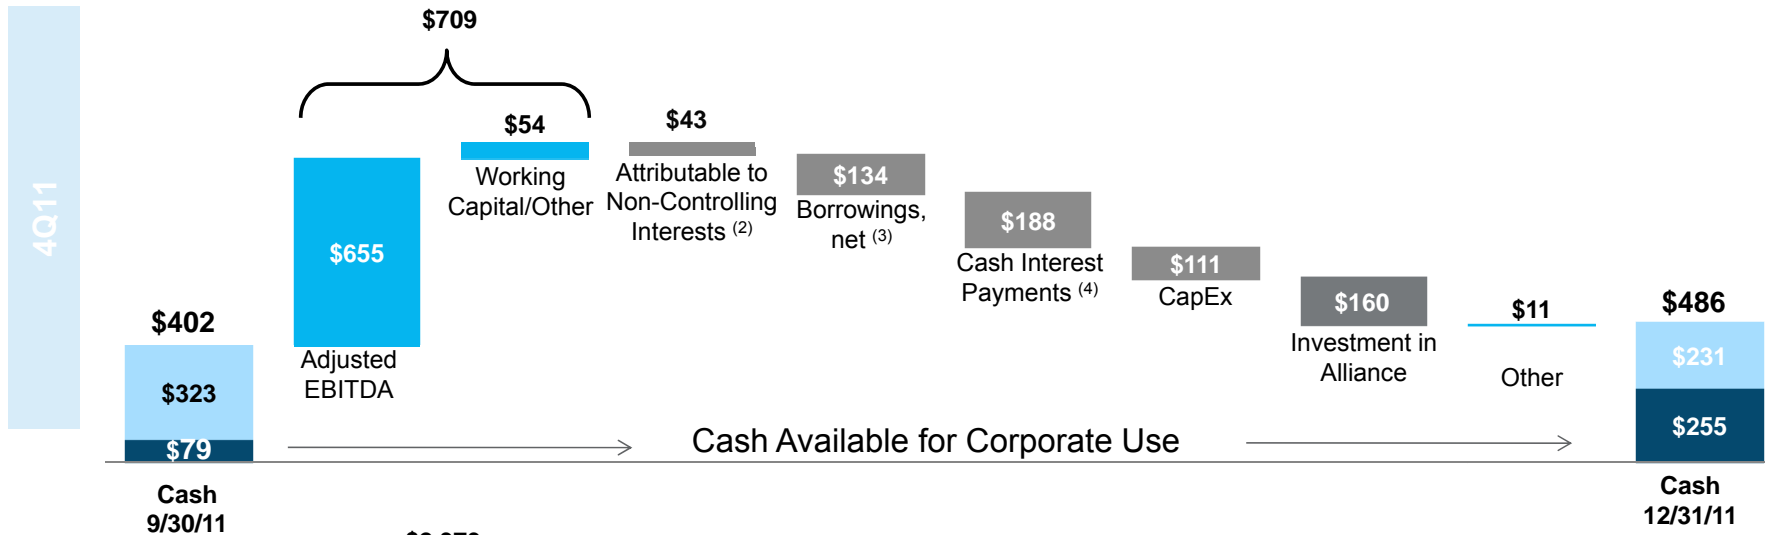 4Q11
$709
$54
$43
Working
Capital/Other
Attributable to
Non-Controlling
Interests (2)
$134
Borrowings,
net (3)
$188
Cash Interest
Payments (4)
$111
CapEx
$160
Investment in
Alliance
$11
Other
$655
Adjusted
EBITDA
$402
$323
$79
Cash
9/30/11
Cash Available for Corporate Use
$486
$231
$255
Cash
12/31/11